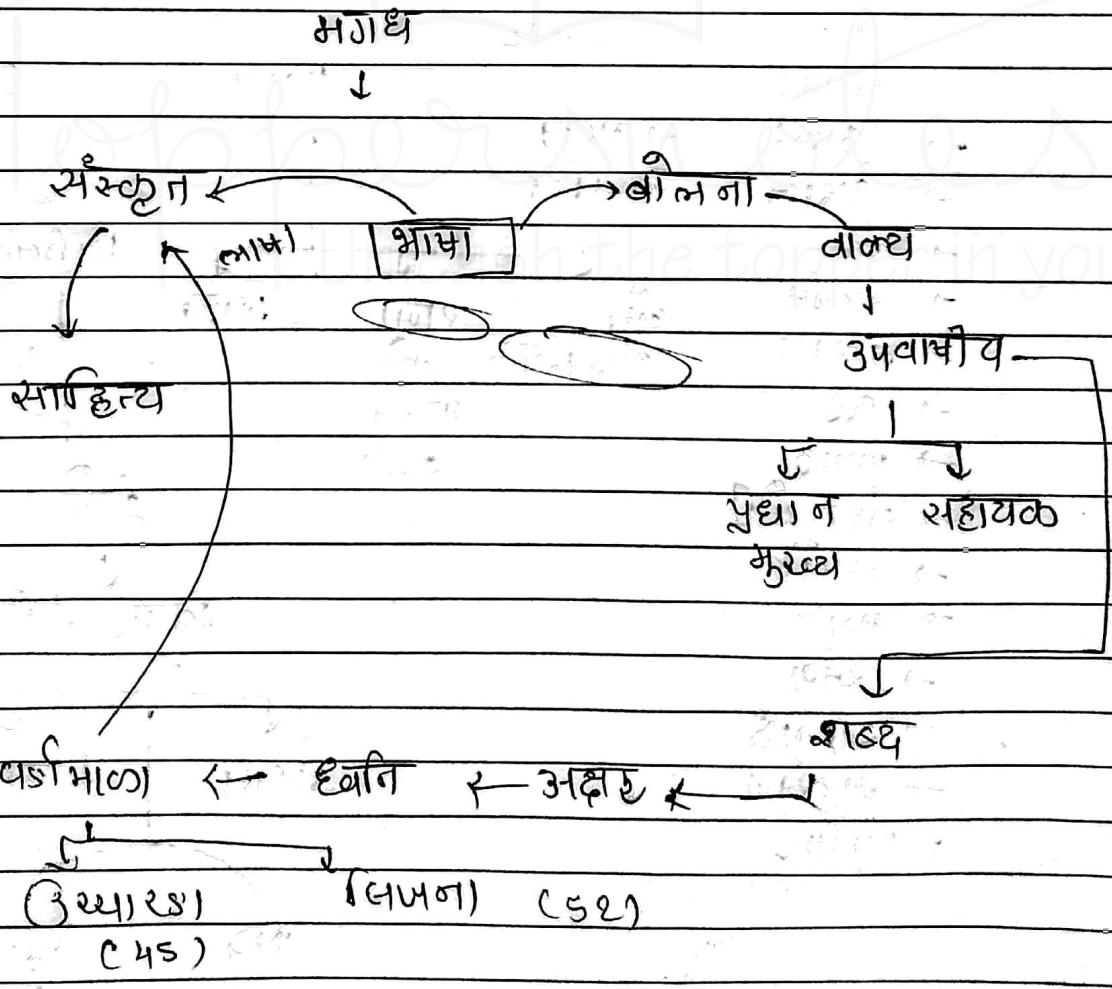 मगध
संस्कृत बोलना
भाषा भाषा वाक्य
उपवाषीव
साहित्य
प्रधान सहायक
मुख्य
शब्द
वर्णमाळा ध्वनि अक्षर
उच्चारण लिखना (52)
(45)